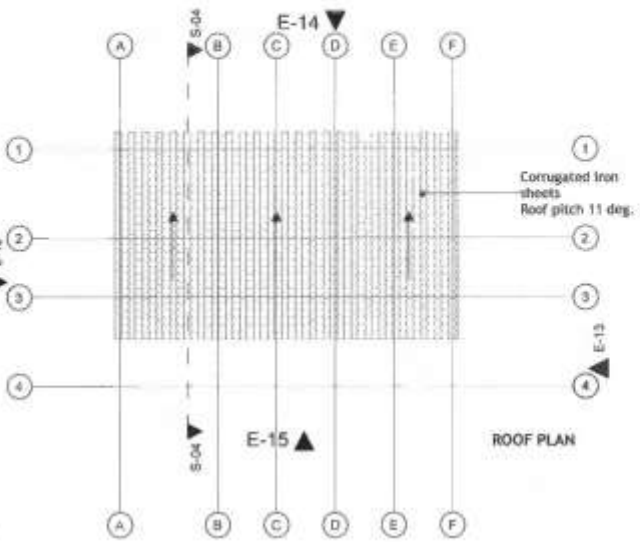 S-04
E-14
A B C D E F
1 1
Corrugated iron
sheets
Roof pitch 11 deg.
2 2
3 3
E-13
4 4
S-04
E-15
ROOF PLAN
A B C D E F